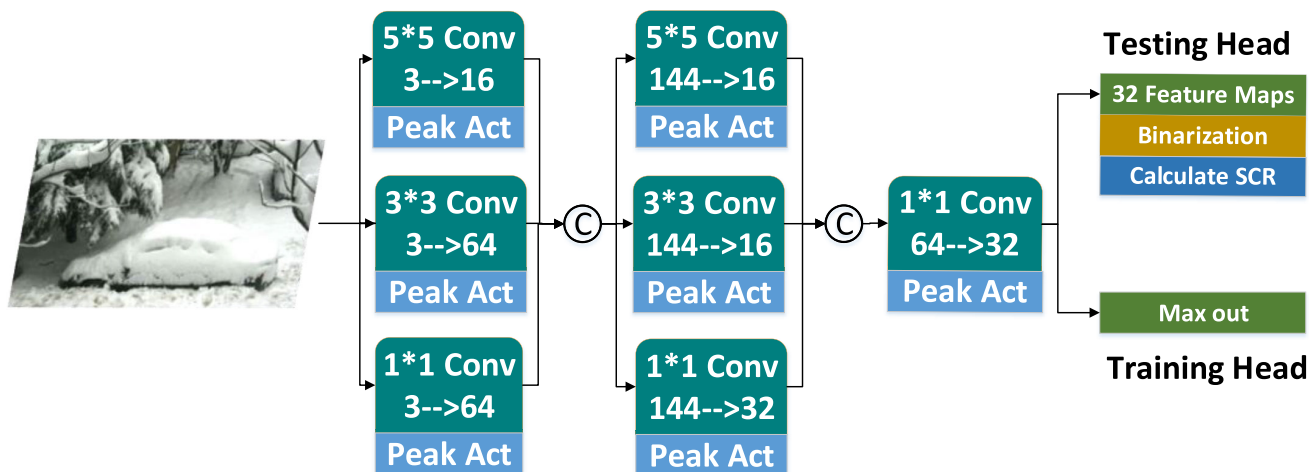 5*5 Conv
3-->16
Peak Act
3*3 Conv
3-->64
Peak Act
1*1 Conv
3-->64
Peak Act
C
5*5 Conv
144-->16
Peak Act
3*3 Conv
144-->16
Peak Act
1*1 Conv
144-->32
Peak Act
C
1*1 Conv
64-->32
Peak Act
Testing Head
32 Feature Maps
Binarization
Calculate SCR
Max out
Training Head